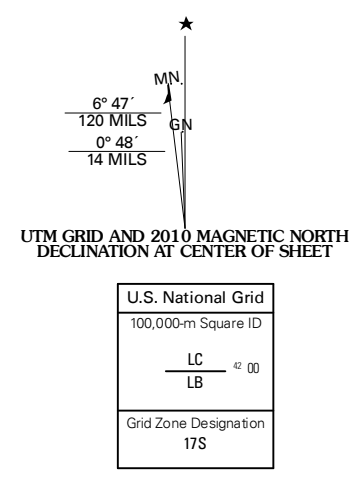 ★
MN
6° 47´
120 MILS
GN
0° 48´
14 MILS
UTM GRID AND 2010 MAGNETIC NORTH
DECLINATION AT CENTER OF SHEET
U.S. National Grid
100,000-m Square ID
LC
42 00
LB
Grid Zone Designation
17S